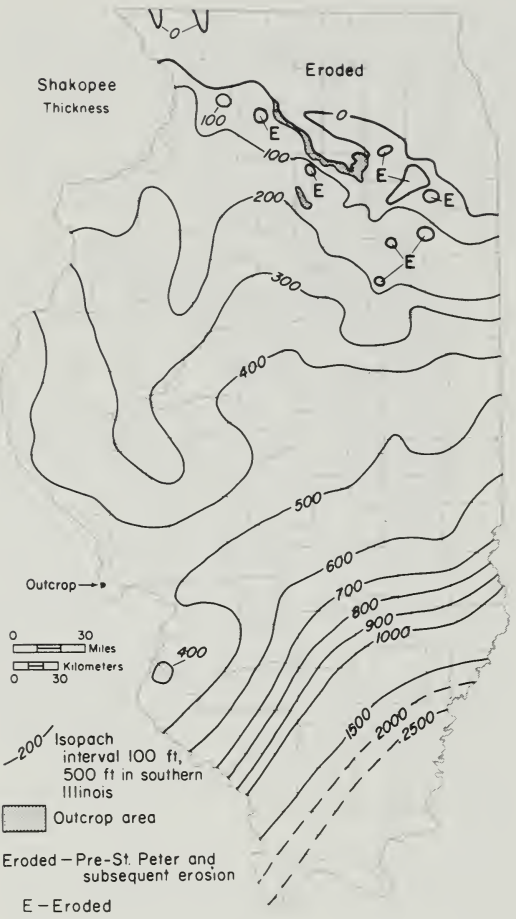 0
Shakopee
Thickness
Eroded
0
100
E
100
E
E
E
E
200
300
400
500
600
700
800
900
1000
Outcrop
0 30
Miles
Kilometers
0 30
400
1500
2000
2500
200
Isopach
interval 100 ft,
500 ft in southern
Illinois
Outcrop area
Eroded — Pre-St. Peter and
subsequent erosion
E — Eroded